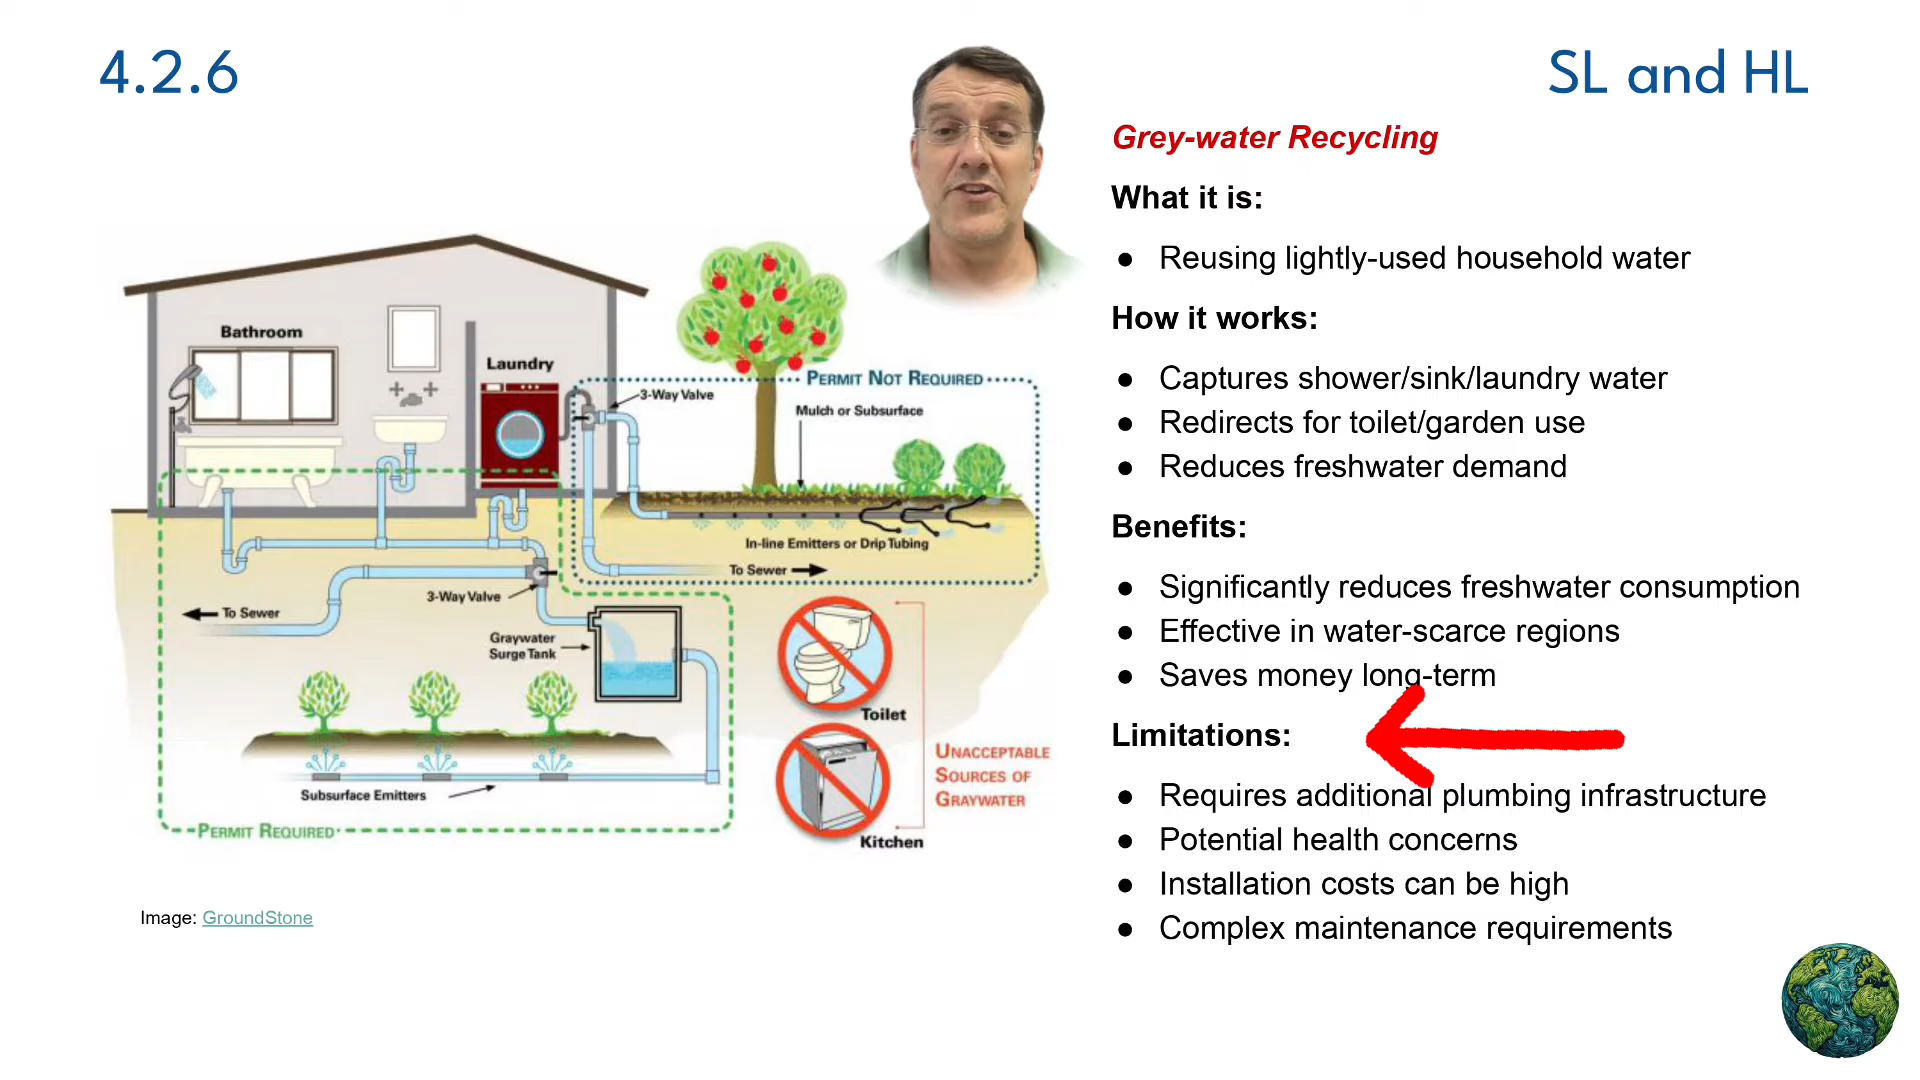 4.2.6
SL and HL
Grey-water Recycling
What it is:
● Reusing lightly-used household water
How it works:
● Captures shower/sink/laundry water
● Redirects for toilet/garden use
● Reduces freshwater demand
Benefits:
● Significantly reduces freshwater consumption
● Effective in water-scarce regions
● Saves money long-term
Limitations:
● Requires additional plumbing infrastructure
● Potential health concerns
● Installation costs can be high
● Complex maintenance requirements
Bathroom
Laundry
3-Way Valve
PERMIT NOT REQUIRED
Mulch or Subsurface
In-line Emitters or Drip Tubing
To Sewer
3-Way Valve
To Sewer
Graywater
Surge Tank
Subsurface Emitters
PERMIT REQUIRED
Toilet
Kitchen
UNACCEPTABLE
SOURCES OF
GRAYWATER
Image: GroundStone